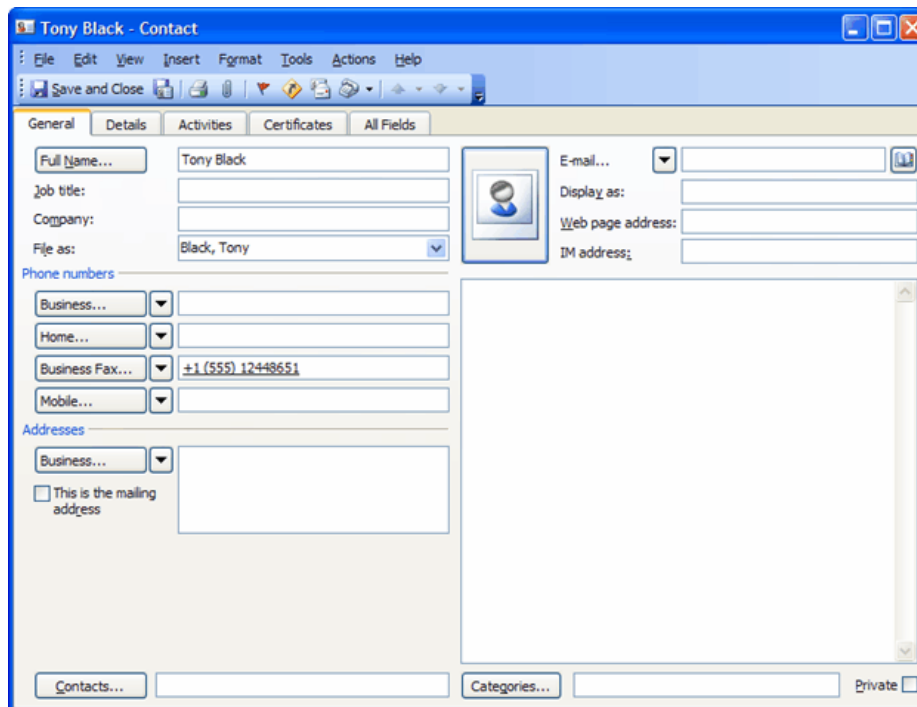 Tony Black - Contact
File Edit View Insert Format Tools Actions Help
Save and Close
General Details Activities Certificates All Fields
Full Name... Tony Black
Job title:
Company:
File as: Black, Tony
E-mail...
Display as:
Web page address:
IM address:
Phone numbers
Business...
Home...
Business Fax... +1 (555) 12448651
Mobile...
Addresses
Business...
This is the mailing
address
Contacts... Categories... Private